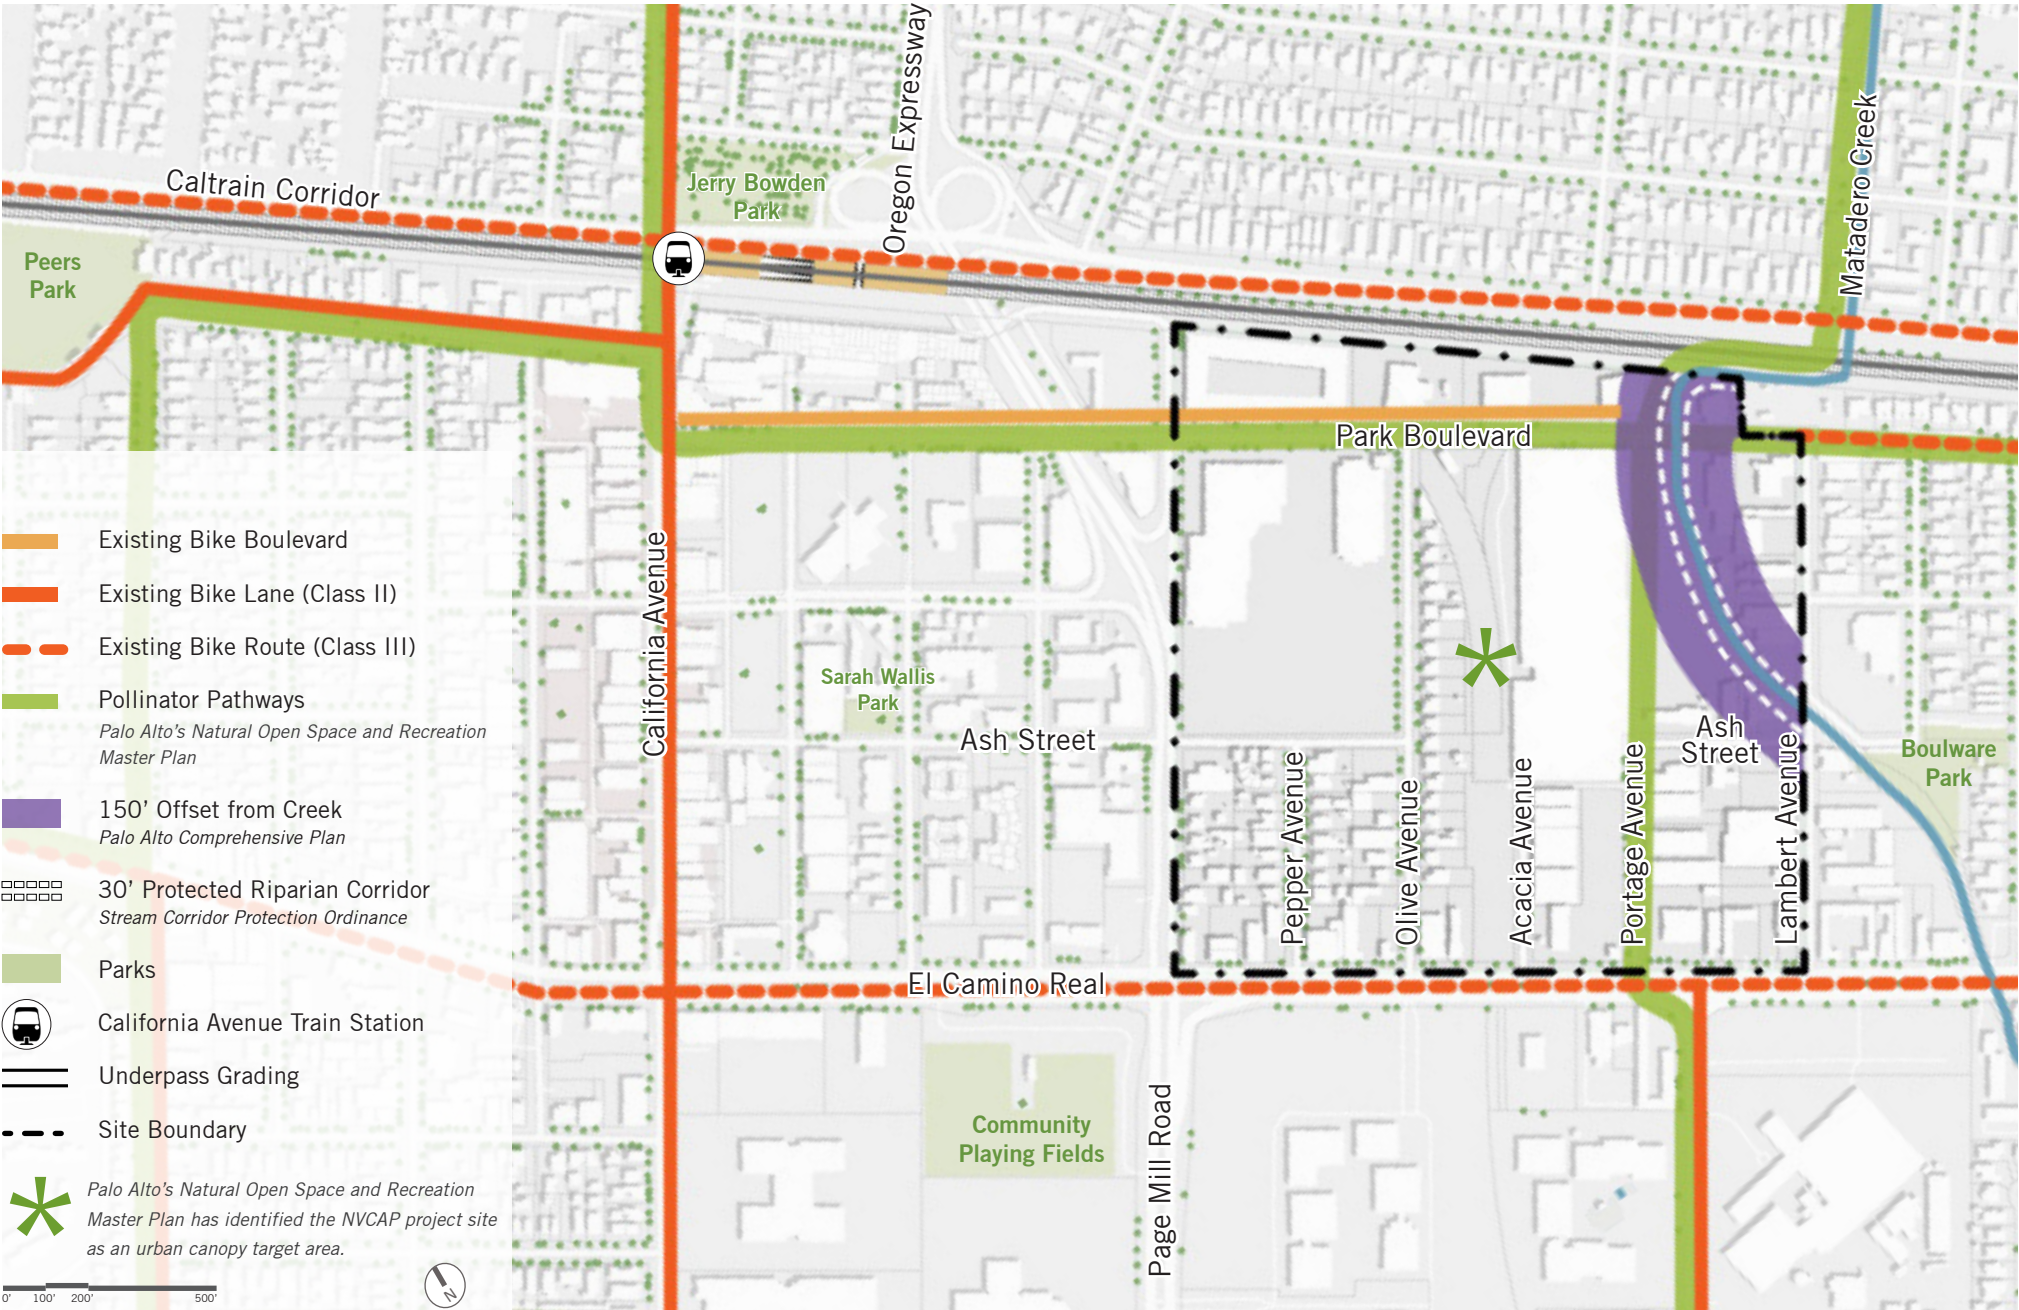 Oregon Expressway
Matadero Creek
Caltrain Corridor
Jerry Bowden
Park
Peers
Park
Park Boulevard
California Avenue
Sarah Wallis
Park
Ash Street
Ash
Street
Boulware
Park
Pepper Avenue
Olive Avenue
Acacia Avenue
Portage Avenue
Lambert Avenue
El Camino Real
Community
Playing Fields
Page Mill Road
Existing Bike Boulevard
Existing Bike Lane (Class II)
Existing Bike Route (Class III)
Pollinator Pathways
Palo Alto’s Natural Open Space and Recreation
Master Plan
150’ Offset from Creek
Palo Alto Comprehensive Plan
30’ Protected Riparian Corridor
Stream Corridor Protection Ordinance
Parks
California Avenue Train Station
Underpass Grading
Site Boundary
Palo Alto’s Natural Open Space and Recreation
Master Plan has identified the NVCAP project site
as an urban canopy target area.
0’ 100’ 200’ 500’
N